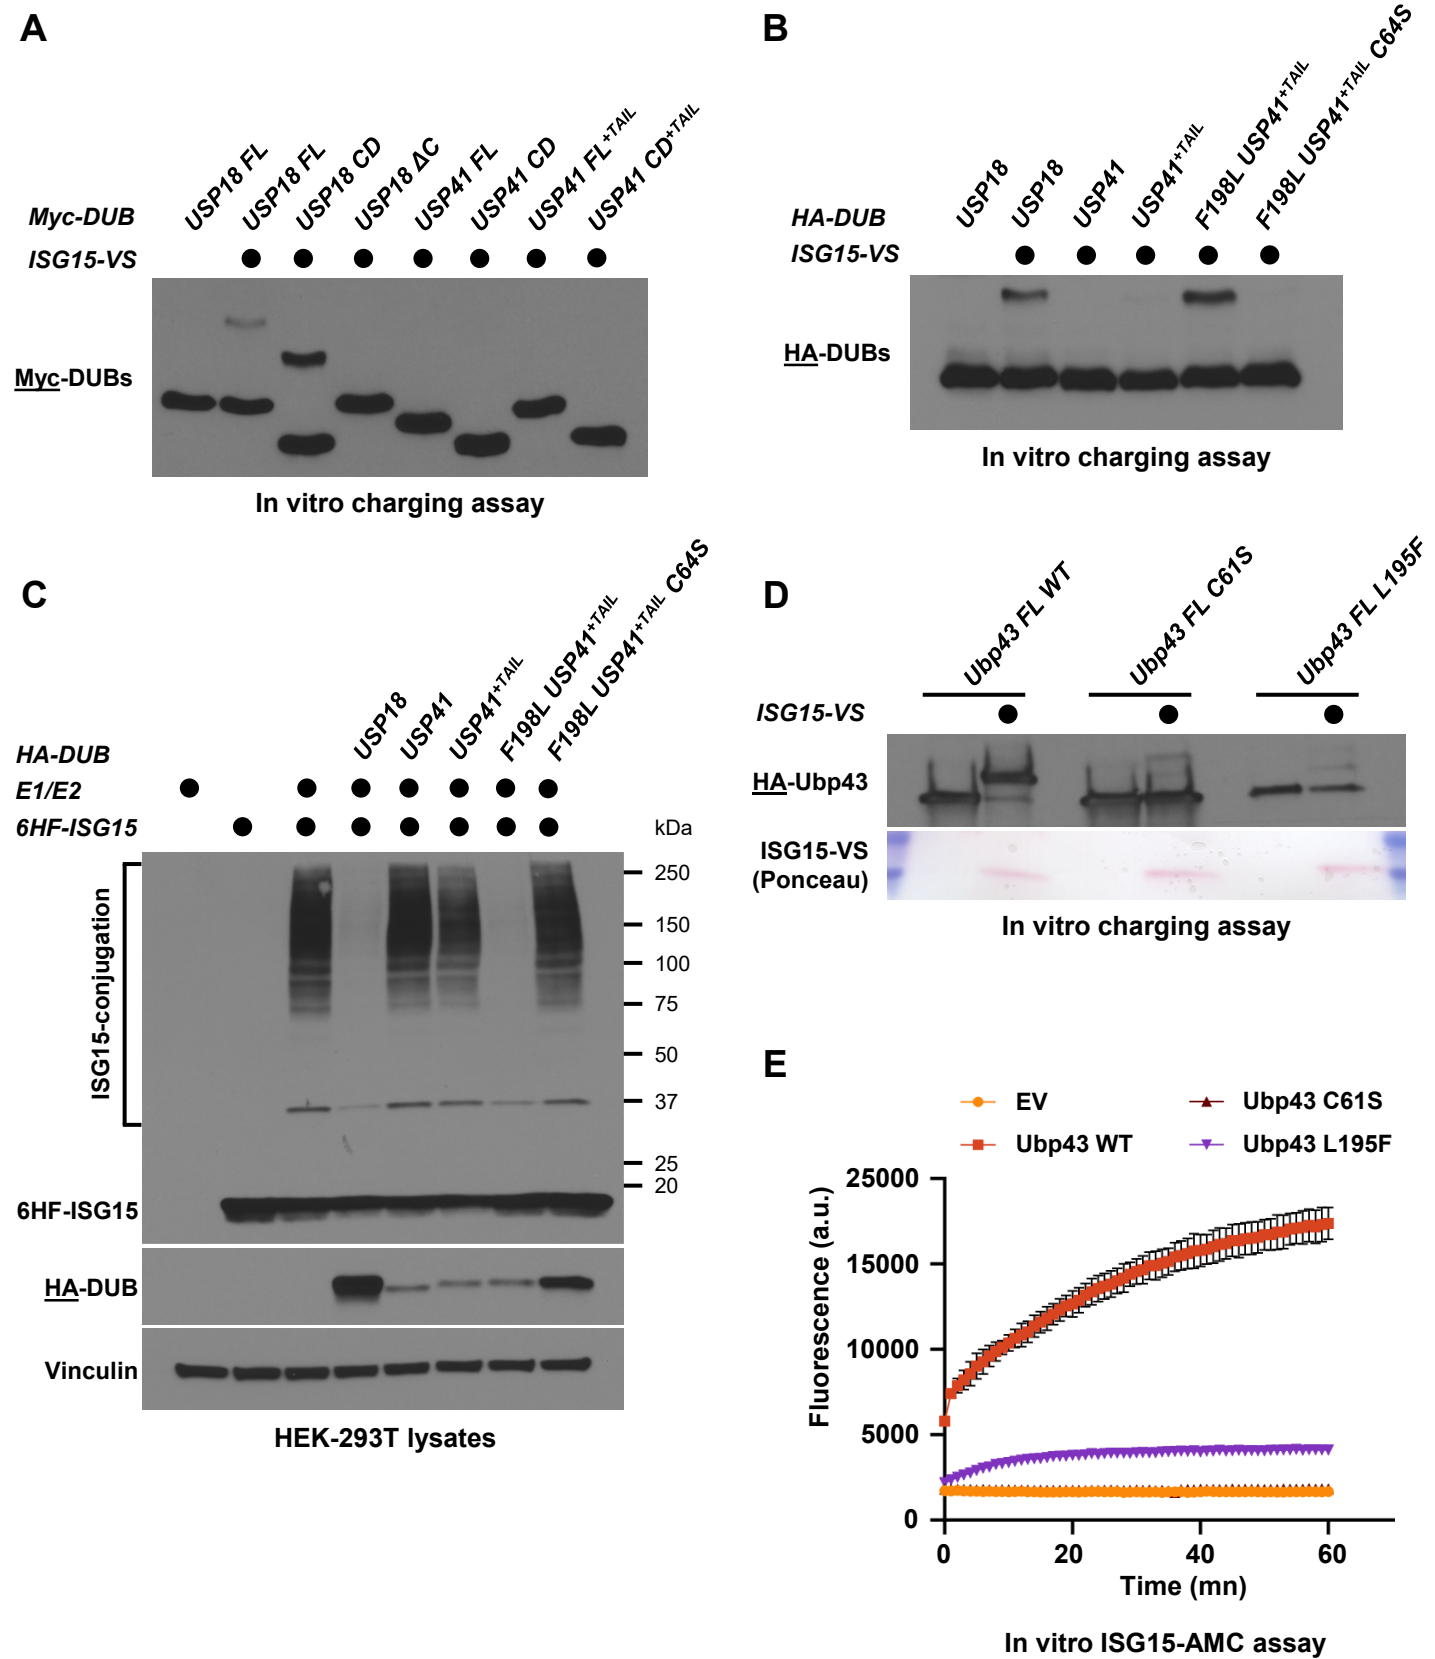 A
USP18 FL
USP18 FL
USP18 CD
USP18 ΔC
USP41 FL
USP41 CD
USP41 FL+TAIL
USP41 CD+TAIL
Myc-DUB
ISG15-VS
Myc-DUBs
In vitro charging assay
B
USP18
USP18
USP41
USP41+TAIL
F198L USP41+TAIL
F198L USP41+TAIL C64S
HA-DUB
ISG15-VS
HA-DUBs
In vitro charging assay
C
USP18
USP41
USP41+TAIL
F198L USP41+TAIL
F198L USP41+TAIL C64S
HA-DUB
E1/E2
6HF-ISG15
kDa
250
150
100
75
50
37
25
20
ISG15-conjugation
6HF-ISG15
HA-DUB
Vinculin
HEK-293T lysates
D
Ubp43 FL WT
Ubp43 FL C61S
Ubp43 FL L195F
ISG15-VS
HA-Ubp43
ISG15-VS
(Ponceau)
In vitro charging assay
E
EV
Ubp43 C61S
Ubp43 WT
Ubp43 L195F
25000
15000
10000
5000
0
Fluorescence (a.u.)
0 20 40 60
Time (mn)
In vitro ISG15-AMC assay